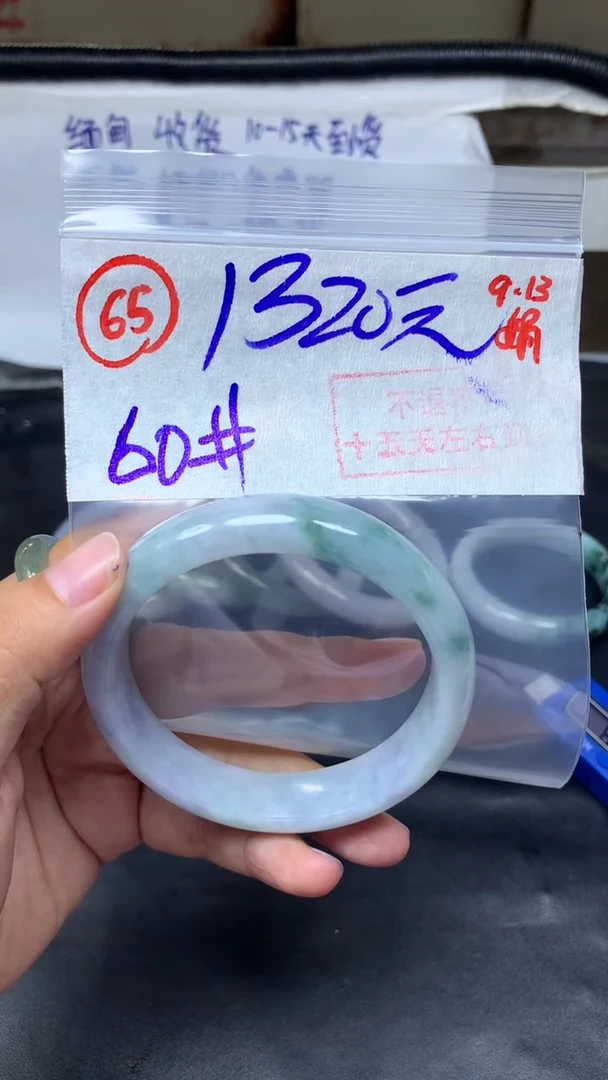 缅甸 收货 10-15天到货
65
1320元
9.13
娟
60#
不退不
十五天左右到